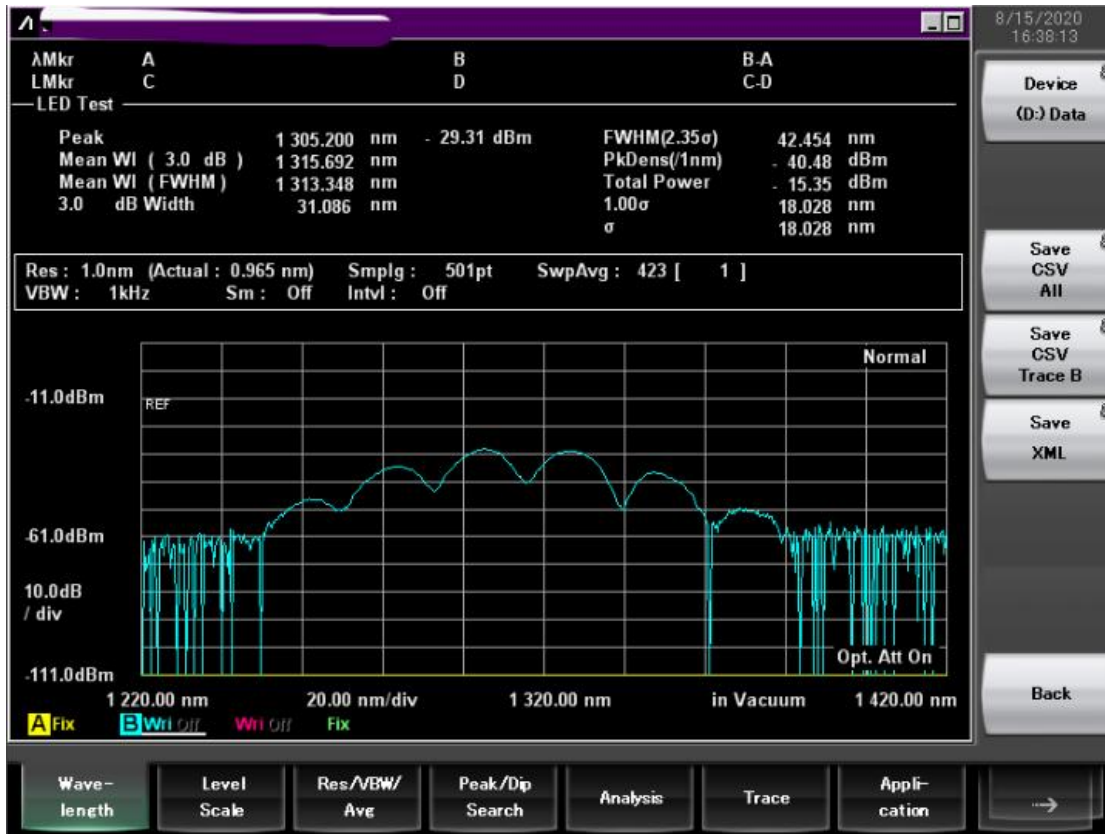 8/15/2020
16:38:13
λMkr A B B-A
LMkr C D C-D
LED Test
Peak 1 305.200 nm - 29.31 dBm FWHM(2.35σ) 42.454 nm
Mean Wl ( 3.0 dB ) 1 315.692 nm PkDens(/1nm) - 40.48 dBm
Mean Wl ( FWHM ) 1 313.348 nm Total Power - 15.35 dBm
3.0 dB Width 31.086 nm 1.00σ 18.028 nm
σ 18.028 nm
Res : 1.0nm (Actual : 0.965 nm) Smplg : 501pt SwpAvg : 423 [ 1 ]
VBW : 1kHz Sm : Off Intvl : Off
Normal
-11.0dBm
REF
-61.0dBm
10.0dB
/ div
Opt. Att On
-111.0dBm
1 220.00 nm 20.00 nm/div 1 320.00 nm in Vacuum 1 420.00 nm
A Fix B Wri Off Wri Off Fix
Device
(D:) Data
Save
CSV
All
Save
CSV
Trace B
Save
XML
Back
Wave-
length
Level
Scale
Res/VBW/
Avg
Peak/Dip
Search
Analysis
Trace
Appli-
cation